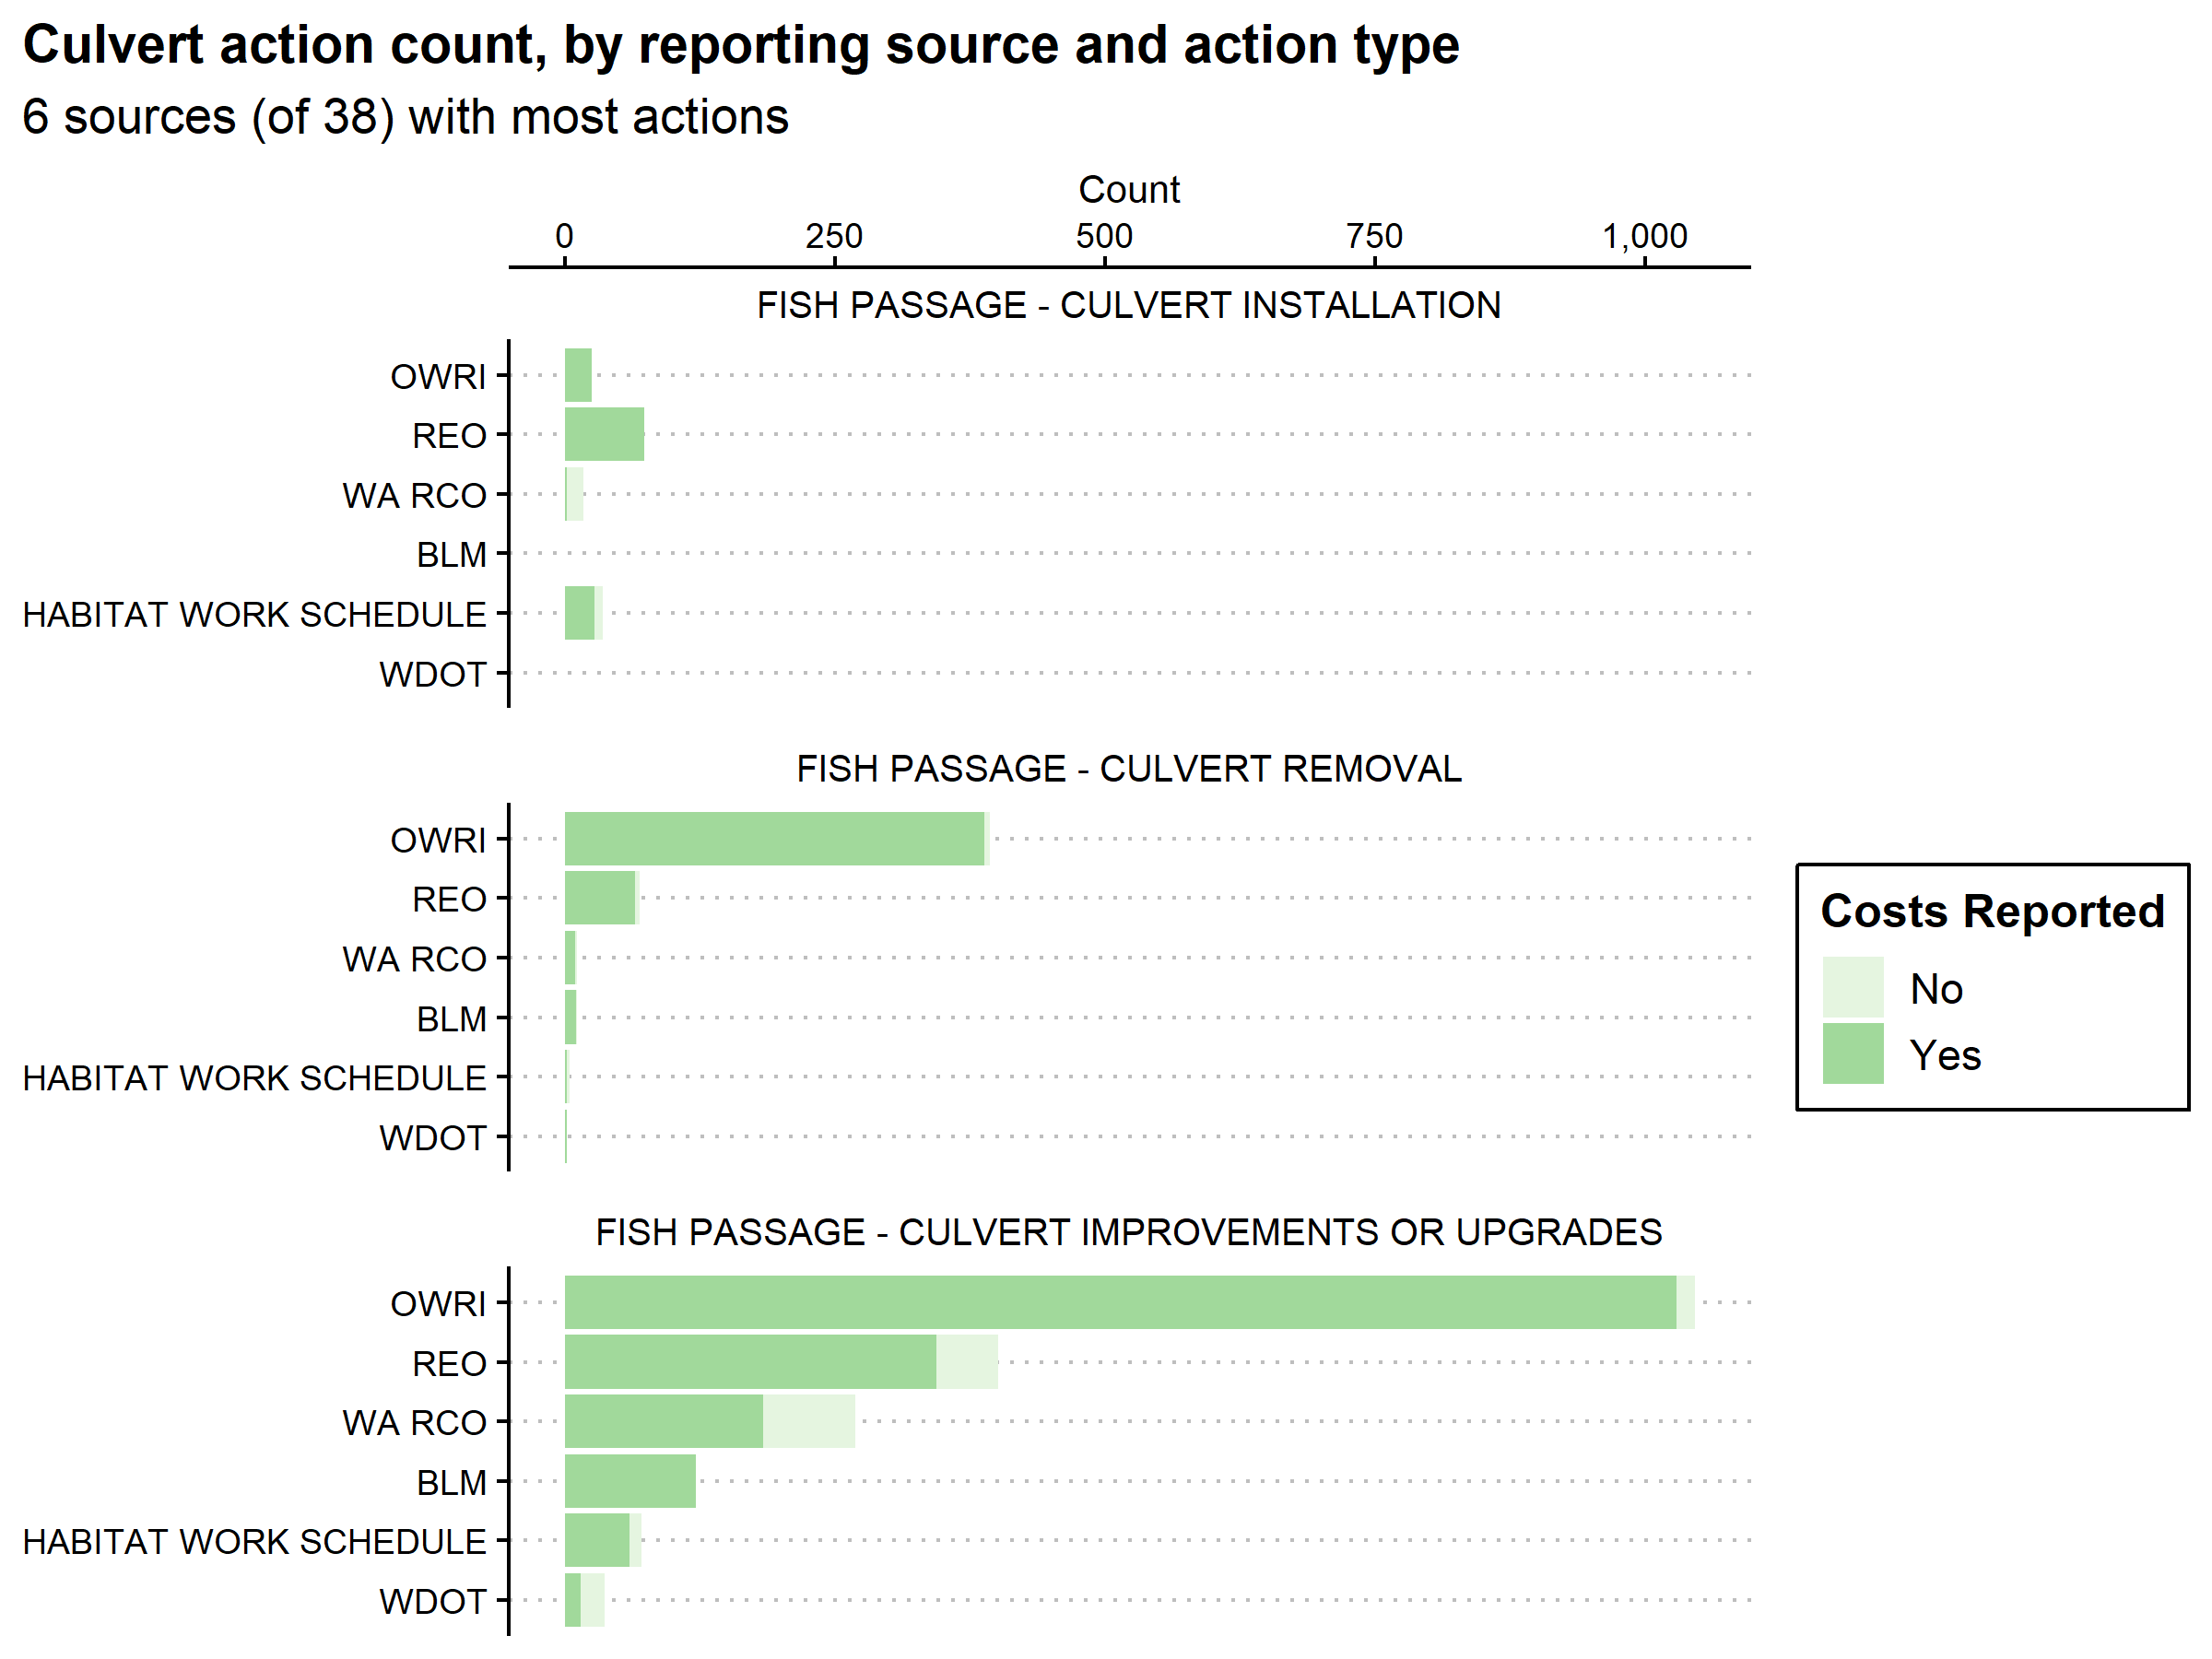 Culvert action count, by reporting source and action type
6 sources (of 38) with most actions
Count
0 250 500 750 1,000
FISH PASSAGE - CULVERT INSTALLATION
OWRI
REO
WA RCO
BLM
HABITAT WORK SCHEDULE
WDOT
FISH PASSAGE - CULVERT REMOVAL
OWRI
REO
WA RCO
BLM
HABITAT WORK SCHEDULE
WDOT
FISH PASSAGE - CULVERT IMPROVEMENTS OR UPGRADES
OWRI
REO
WA RCO
BLM
HABITAT WORK SCHEDULE
WDOT
Costs Reported
No
Yes